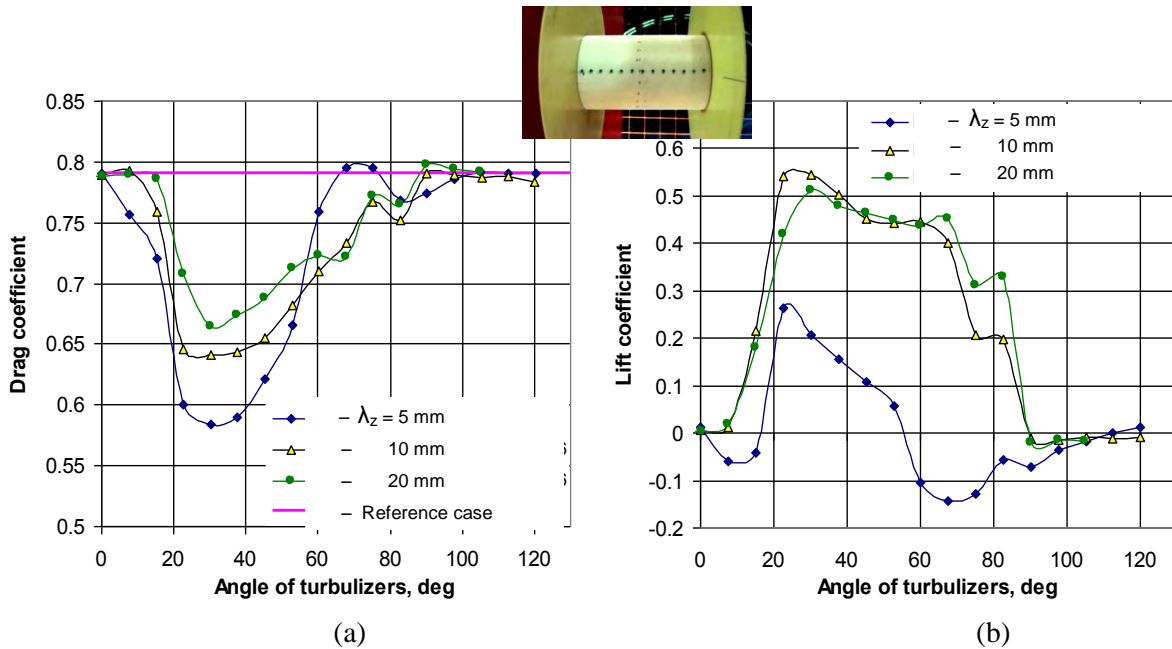 0.85
0.8
0.75
0.7
0.65
0.6
0.55
0.5
Drag coefficient
0 20 40 60 80 100 120
Angle of turbulizers, deg
– λz = 5 mm
– 10 mm
– 20 mm
– Reference case
(a)
0.6
0.5
0.4
0.3
0.2
0.1
0
-0.1
-0.2
Lift coefficient
0 20 40 60 80 100 120
Angle of turbulizers, deg
– λz = 5 mm
– 10 mm
– 20 mm
(b)